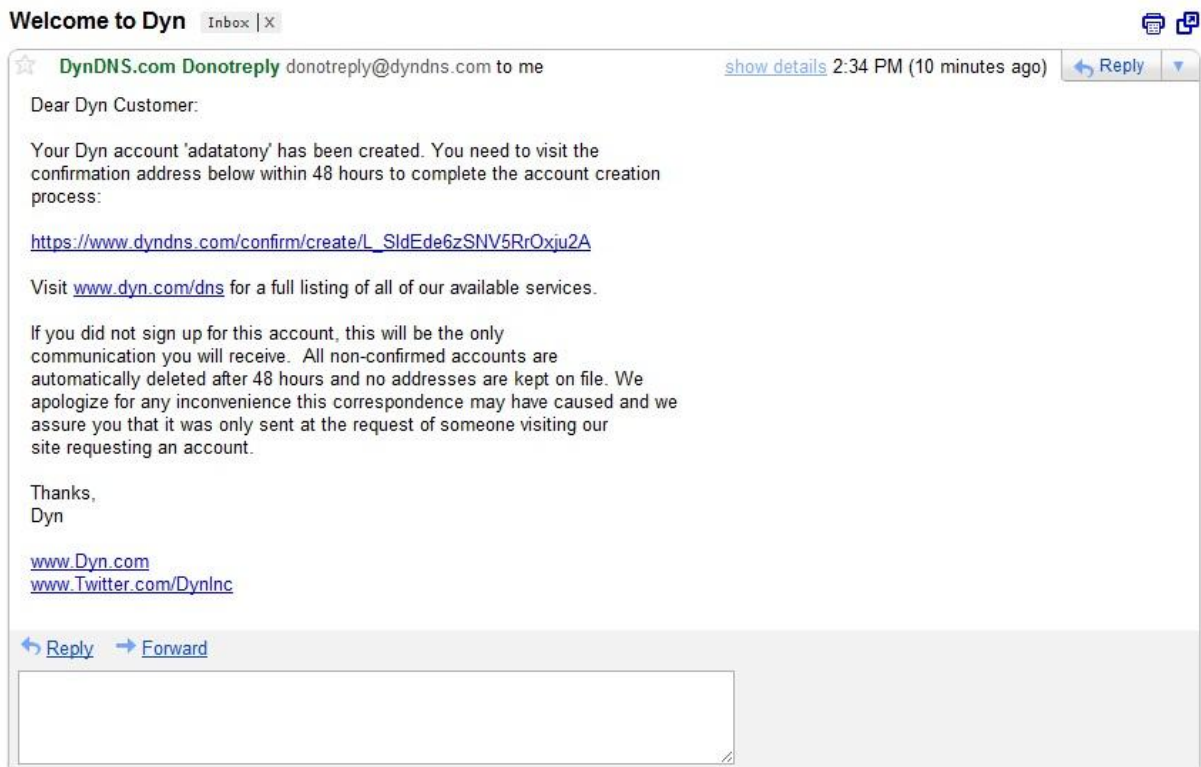 Welcome to Dyn Inbox | X
DynDNS.com Donotreply donotreply@dyndns.com to me show details 2:34 PM (10 minutes ago) Reply
Dear Dyn Customer:
Your Dyn account 'adatatony' has been created. You need to visit the
confirmation address below within 48 hours to complete the account creation
process:
https://www.dyndns.com/confirm/create/L_SldEde6zSNV5RrOxju2A
Visit www.dyn.com/dns for a full listing of all of our available services.
If you did not sign up for this account, this will be the only
communication you will receive.  All non-confirmed accounts are
automatically deleted after 48 hours and no addresses are kept on file. We
apologize for any inconvenience this correspondence may have caused and we
assure you that it was only sent at the request of someone visiting our
site requesting an account.
Thanks,
Dyn
www.Dyn.com
www.Twitter.com/DynInc
Reply Forward